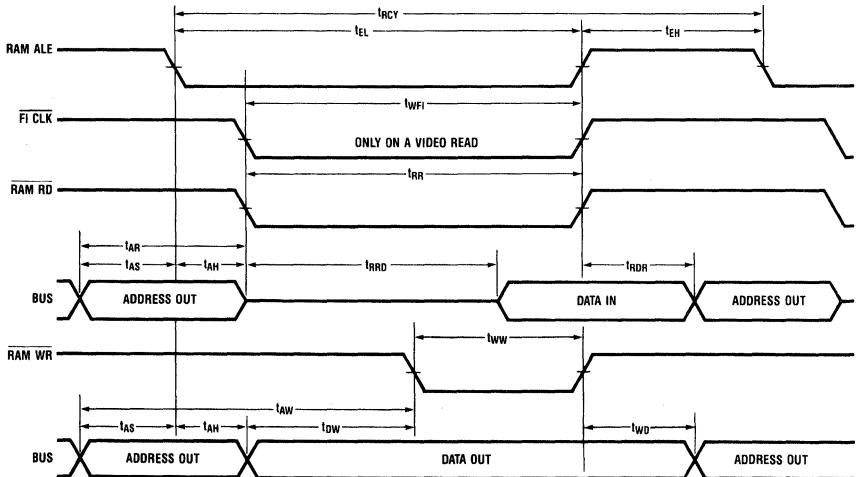 tRCY
tEL tEH
RAM ALE
tWFI
FI CLK
ONLY ON A VIDEO READ
tRR
RAM RD
tAR
tAS tAH tRRD tRDR
BUS ADDRESS OUT DATA IN ADDRESS OUT
tWW
RAM WR
tAW
tAS tAH tDW tWD
BUS ADDRESS OUT DATA OUT ADDRESS OUT